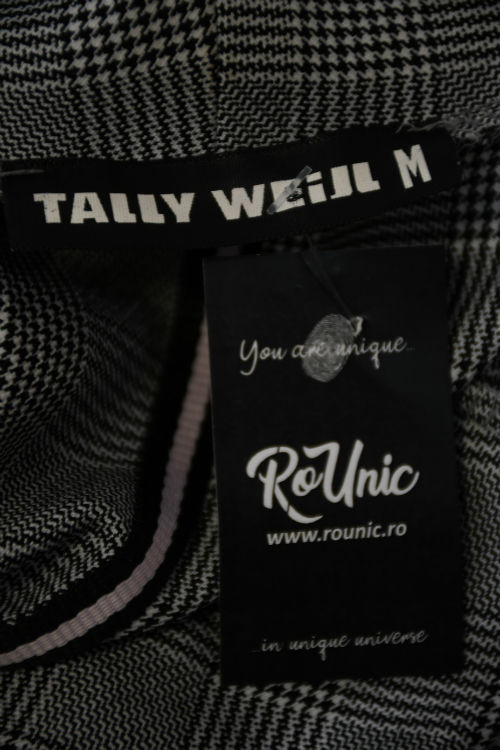 TALLY WEiJL M
You are unique...
RoUnic
www.rounic.ro
...in unique universe